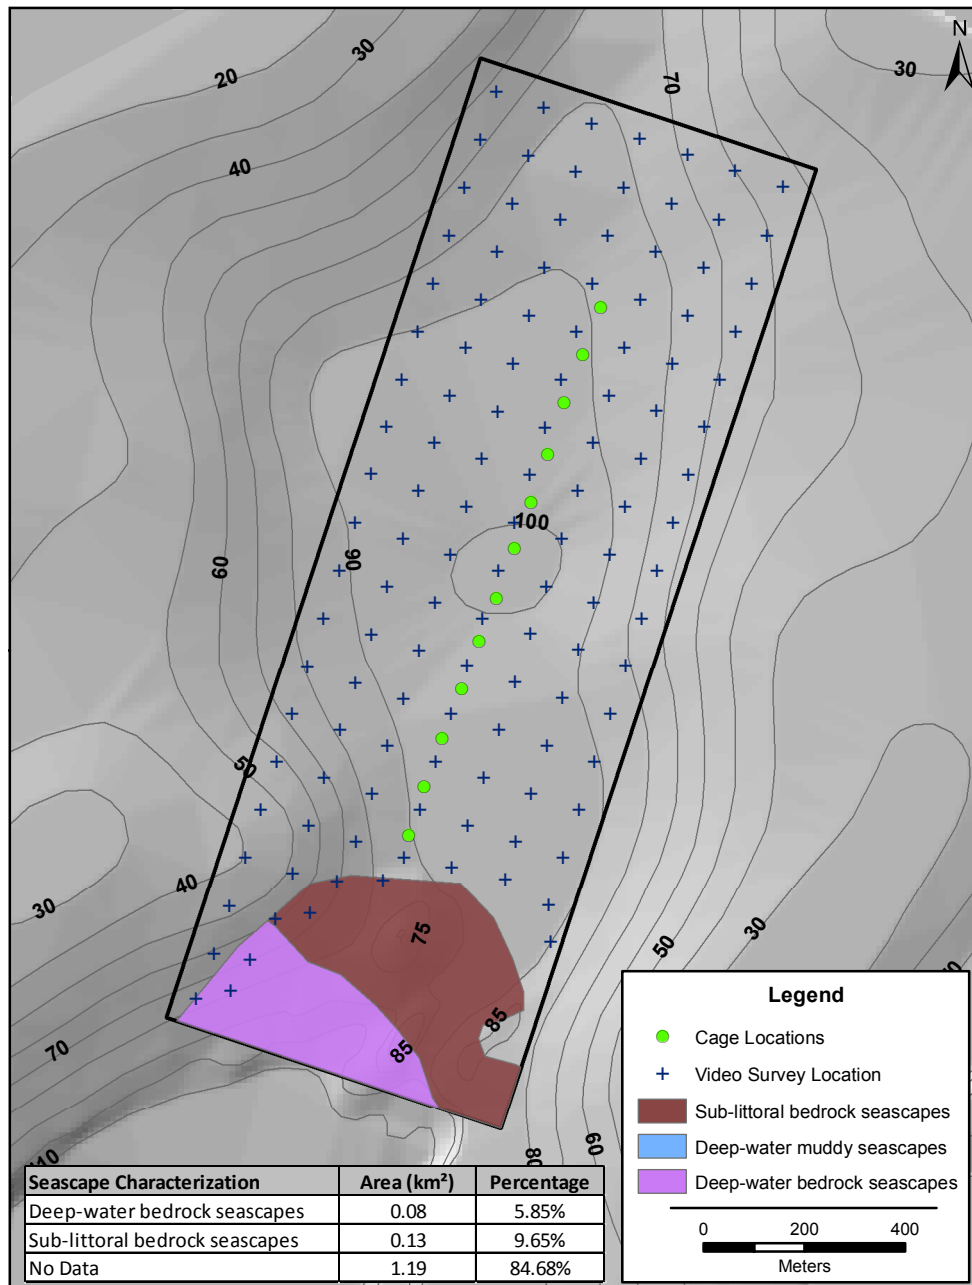 N
30
20
70
30
40
100
90
60
50
40
30
75
50
30
85
85
70
10
80
60
Legend
Cage Locations
Video Survey Location
Sub-littoral bedrock seascapes
Deep-water muddy seascapes
Deep-water bedrock seascapes
0 200 400
Meters
Seascape Characterization Area (km²) Percentage
Deep-water bedrock seascapes 0.08 5.85%
Sub-littoral bedrock seascapes 0.13 9.65%
No Data 1.19 84.68%